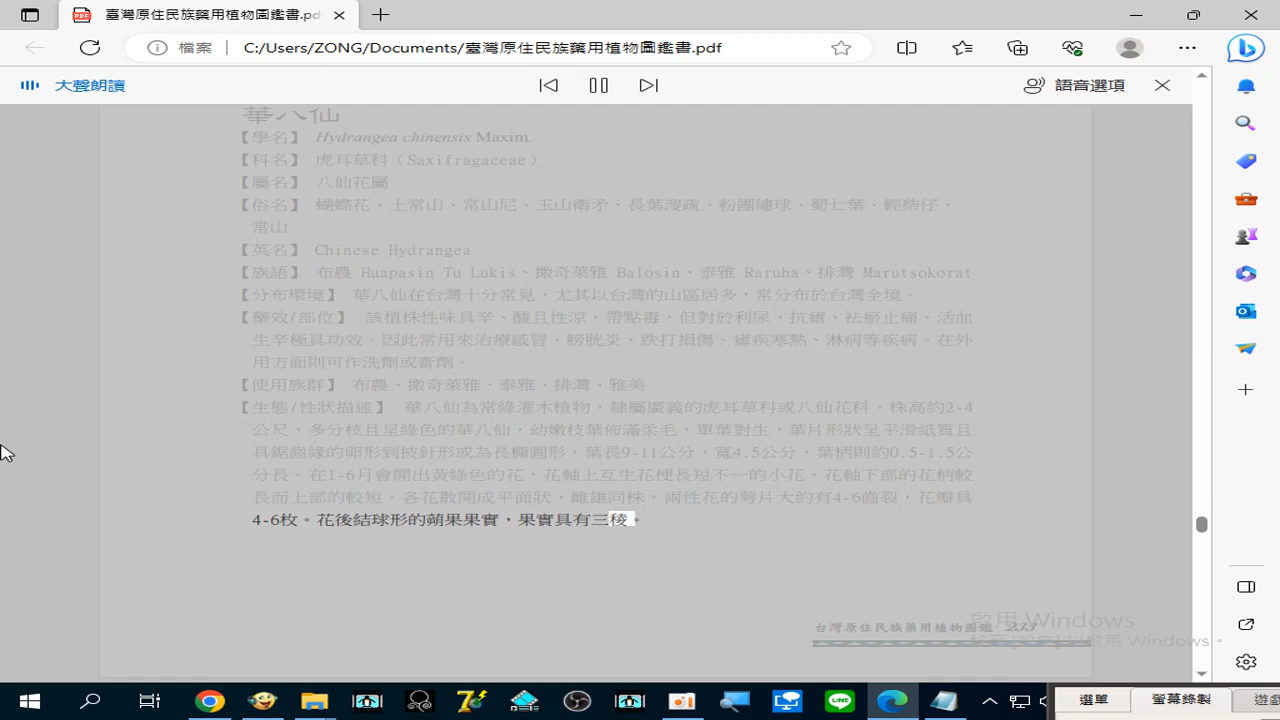 臺灣原住民族藥用植物圖鑑書.pd
檔案 C:/Users/ZONG/Documents/臺灣原住民族藥用植物圖鑑書.pdf
大聲朗讀 語音選項
華八仙
【學名】 Hydrangea chinensis Maxim.
【科名】 虎耳草科（Saxifragaceae）
【屬名】 八仙花屬
【俗名】 蝴蝶花、土常山、常山尼、玉山衛矛、長葉溲疏、粉團繡球、蜀七葉、輕柴仔、
常山
【英名】 Chinese Hydrangea
【族語】 布農 Huapasin Tu Lukis、撒奇萊雅 Balosin、泰雅 Raruha、排灣 Marutsokorat
【分布環境】 華八仙在台灣十分常見，尤其以台灣的山區居多，常分布於台灣全境。
【藥效/部位】 該植株性味具辛、酸且性涼，帶點毒，但對於利尿、抗瘧、祛瘀止痛、活血
生辛極具功效。因此常用來治療感冒、膀胱炎、跌打損傷、瘧疾寒熱、淋病等疾病。在外
用方面則可作洗劑或膏劑。
【使用族群】 布農、撒奇萊雅、泰雅、排灣、雅美
【生態/性狀描述】 華八仙為常綠灌木植物，隸屬廣義的虎耳草科或八仙花科，株高約2-4
公尺，多分枝且呈綠色的華八仙，幼嫩枝葉佈滿柔毛，單葉對生，葉片形狀呈平滑紙質且
具鋸齒緣的卵形到披針形或為長橢圓形，葉長9-11公分，寬4.5公分，葉柄則約0.5-1.5公
分長。在1-6月會開出黃綠色的花，花軸上互生花梗長短不一的小花，花軸下部的花柄較
長而上部的較短，各花散開成平面狀，雌雄同株，兩性花的萼片大約有4-6齒裂，花瓣具
4-6枚。花後結球形的蒴果果實，果實具有三稜。
啟用 Windows
台灣原住民族藥用植物圖鑑
移至 [設定] 以啟用 Windows。
選單 螢幕錄製 遊戲